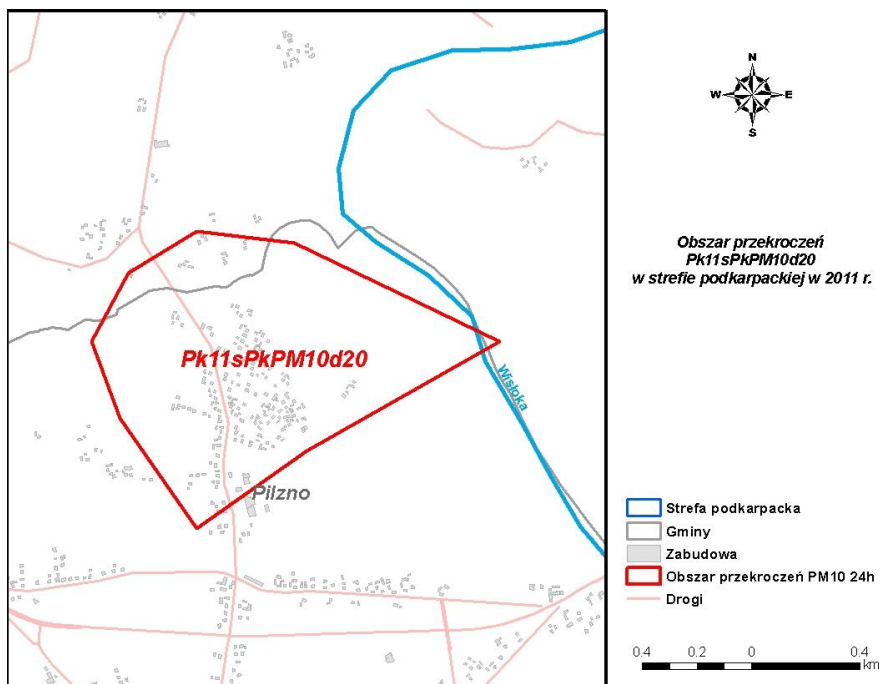 N
W E
S
Obszar przekroczeń
Pk11sPkPM10d20
w strefie podkarpackiej w 2011 r.
Pk11sPkPM10d20
Wisłoka
Pilzno
Strefa podkarpacka
Gminy
Zabudowa
Obszar przekroczeń PM10 24h
Drogi
0.4 0.2 0 0.4
km